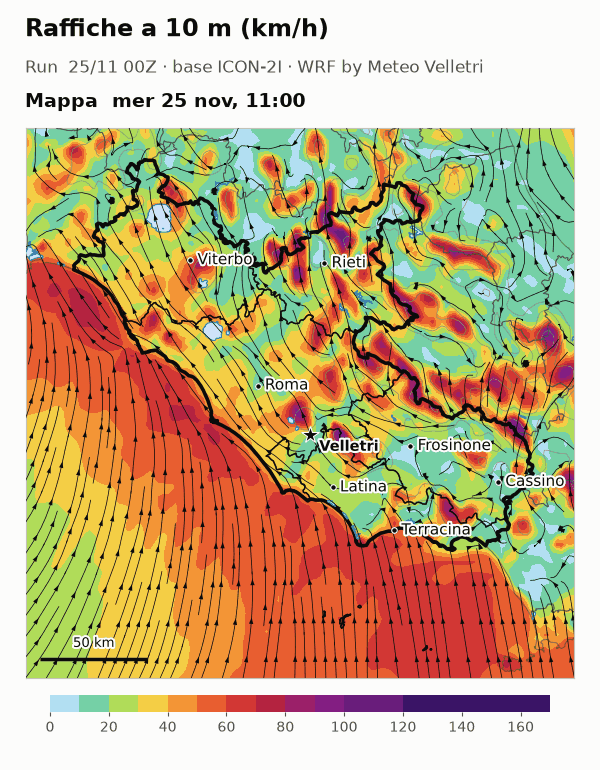 Raffiche a 10 m (km/h)
Run  25/11 00Z · base ICON-2I · WRF by Meteo Velletri
Mappa  mer 25 nov, 11:00
Viterbo
Rieti
Roma
Velletri
Frosinone
Latina
Cassino
Terracina
50 km
0 20 40 60 80 100 120 140 160